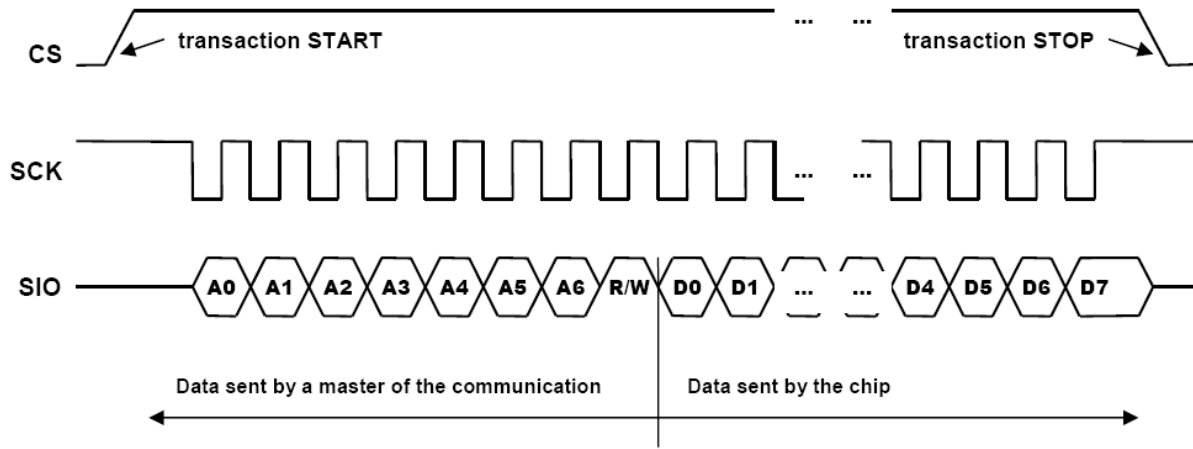 ... ...
CS transaction START transaction STOP
SCK ... ...
SIO A0 A1 A2 A3 A4 A5 A6 R/W D0 D1 ... ... D4 D5 D6 D7
Data sent by a master of the communication Data sent by the chip